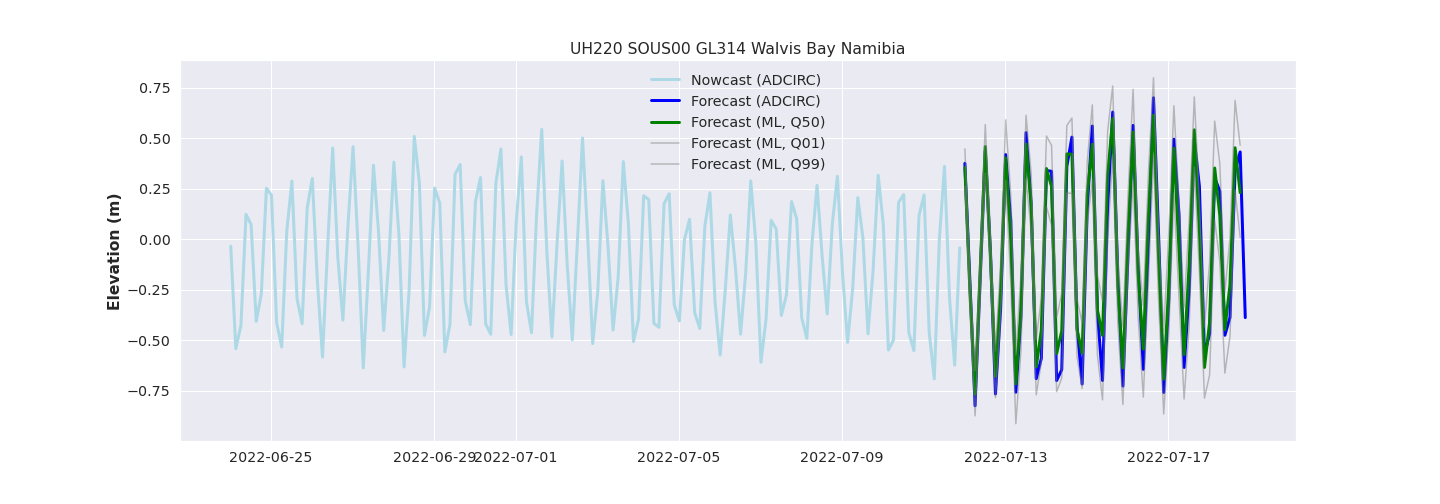 UH220 SOUS00 GL314 Walvis Bay Namibia
Nowcast (ADCIRC)
Forecast (ADCIRC)
Forecast (ML, Q50)
Forecast (ML, Q01)
Forecast (ML, Q99)
Elevation (m)
0.75
0.50
0.25
0.00
−0.25
−0.50
−0.75
2022-06-25
2022-06-29
2022-07-01
2022-07-05
2022-07-09
2022-07-13
2022-07-17